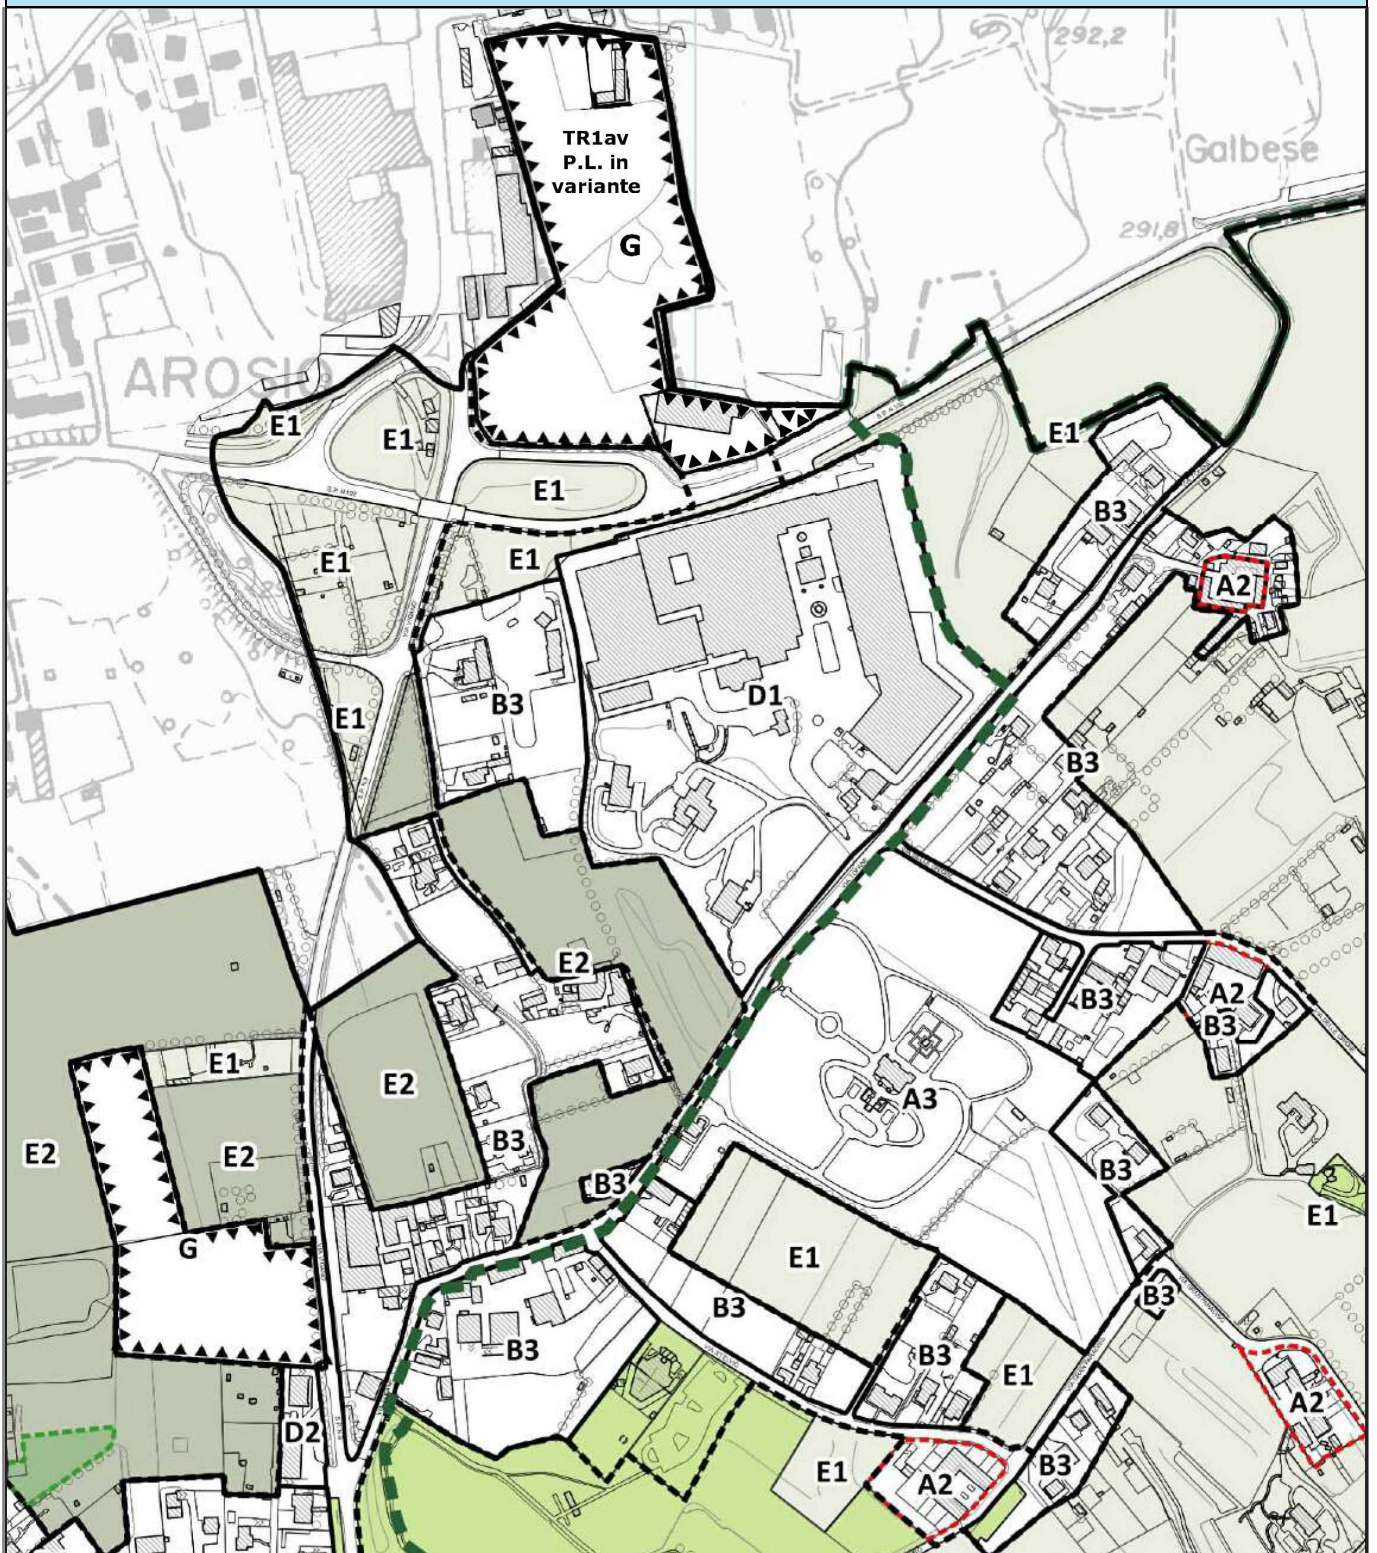 292,2
TR1av
P.L. in
variante
Galbese
291,8
G
AROSIO
E1
E1
E1
E1
B3
E1
E1
A2
B3
D1
E1
B3
E2
B3
A2
B3
E1
E2
A3
E2
E2
B3
B3
B3
E1
G
E1
B3
B3
B3
B3
E1
D2
A2
E1
B3
A2